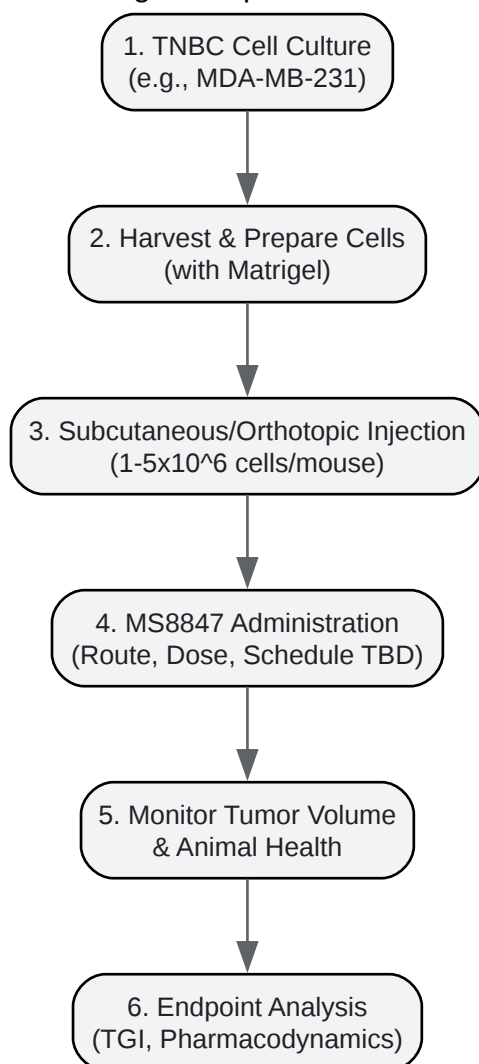 1. TNBC Cell Culture
(e.g., MDA-MB-231)
2. Harvest & Prepare Cells
(with Matrigel)
3. Subcutaneous/Orthotopic Injection
(1-5x10^6 cells/mouse)
4. MS8847 Administration
(Route, Dose, Schedule TBD)
5. Monitor Tumor Volume
& Animal Health
6. Endpoint Analysis
(TGI, Pharmacodynamics)